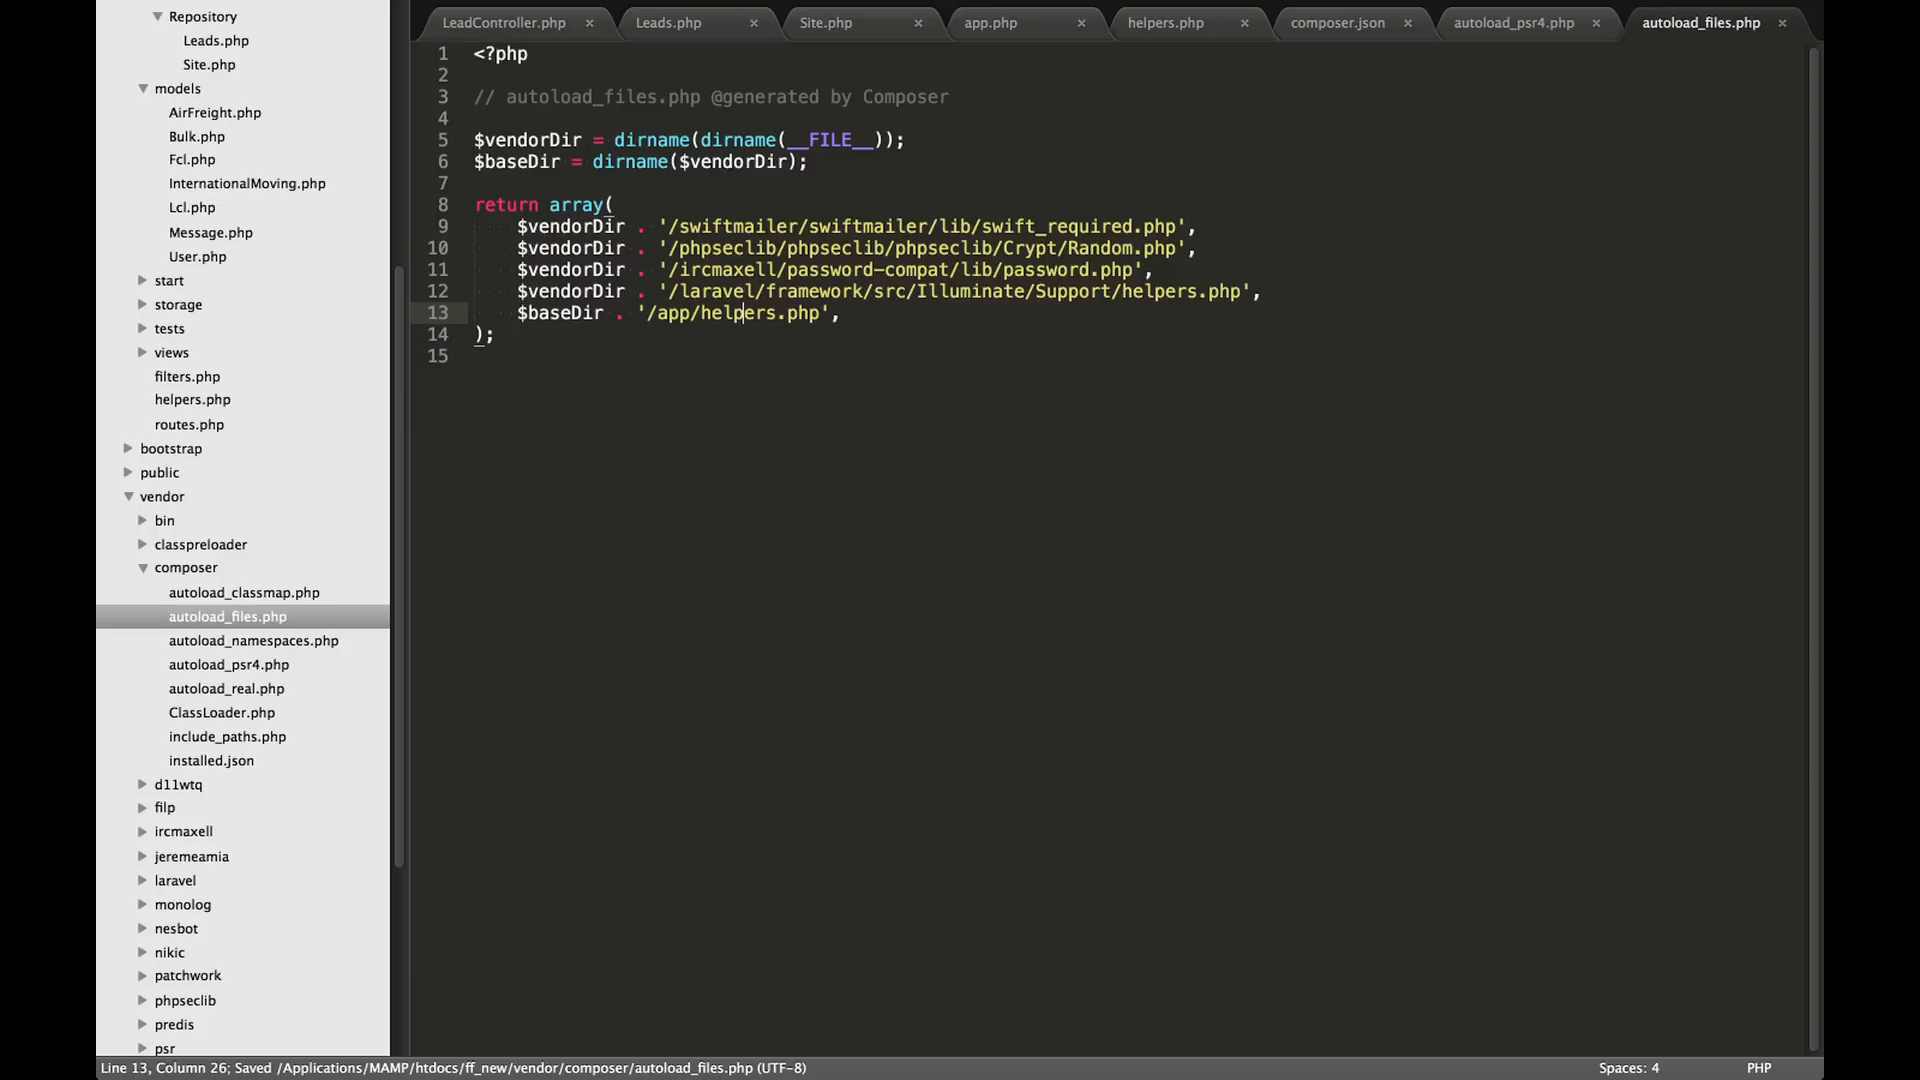 Repository
Leads.php
Site.php
models
AirFreight.php
Bulk.php
Fcl.php
InternationalMoving.php
Lcl.php
Message.php
User.php
start
storage
tests
views
filters.php
helpers.php
routes.php
bootstrap
public
vendor
bin
classpreloader
composer
autoload_classmap.php
autoload_files.php
autoload_namespaces.php
autoload_psr4.php
autoload_real.php
ClassLoader.php
include_paths.php
installed.json
d11wtq
filp
ircmaxell
jeremeamia
laravel
monolog
nesbot
nikic
patchwork
phpseclib
predis
psr
LeadController.php × Leads.php × Site.php × app.php × helpers.php × composer.json × autoload_psr4.php × autoload_files.php ×
1 <?php
2
3 // autoload_files.php @generated by Composer
4
5 $vendorDir = dirname(dirname(__FILE__));
6 $baseDir = dirname($vendorDir);
7
8 return array(
9 $vendorDir . '/swiftmailer/swiftmailer/lib/swift_required.php',
10 $vendorDir . '/phpseclib/phpseclib/phpseclib/Crypt/Random.php',
11 $vendorDir . '/ircmaxell/password-compat/lib/password.php',
12 $vendorDir . '/laravel/framework/src/Illuminate/Support/helpers.php',
13 $baseDir . '/app/helpers.php',
14 );
15
Line 13, Column 26; Saved /Applications/MAMP/htdocs/ff_new/vendor/composer/autoload_files.php (UTF-8) Spaces: 4 PHP